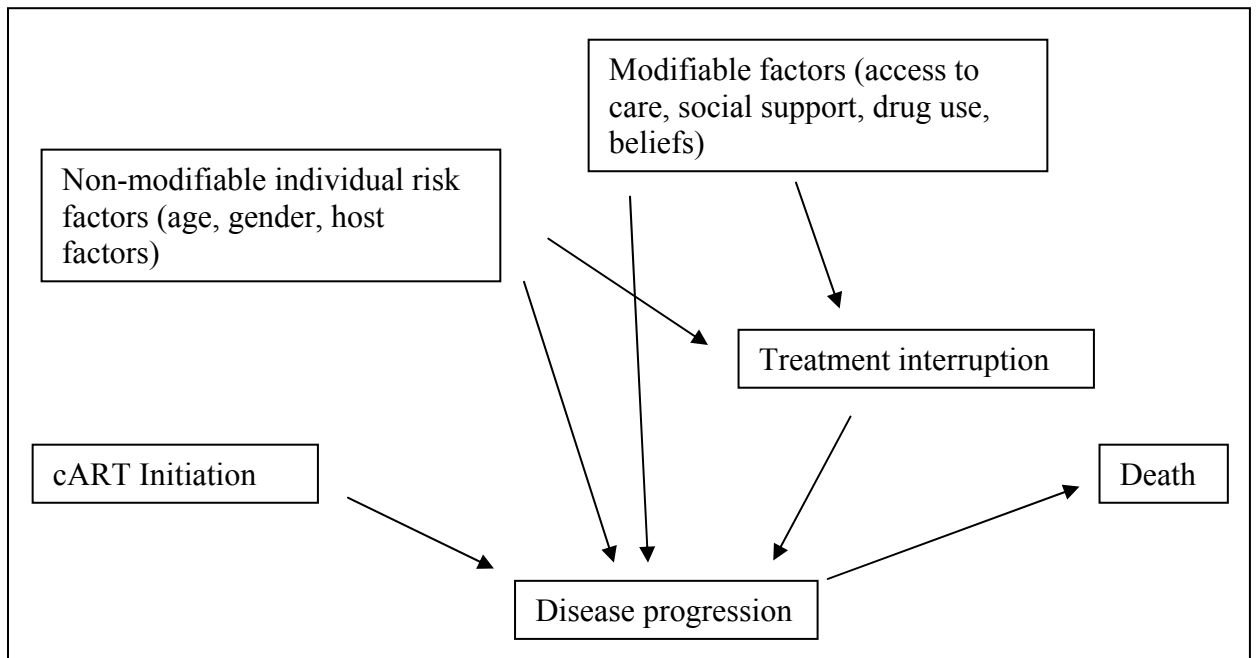 Modifiable factors (access to
care, social support, drug use,
beliefs)
Non-modifiable individual risk
factors (age, gender, host
factors)
Treatment interruption
cART Initiation
Death
Disease progression